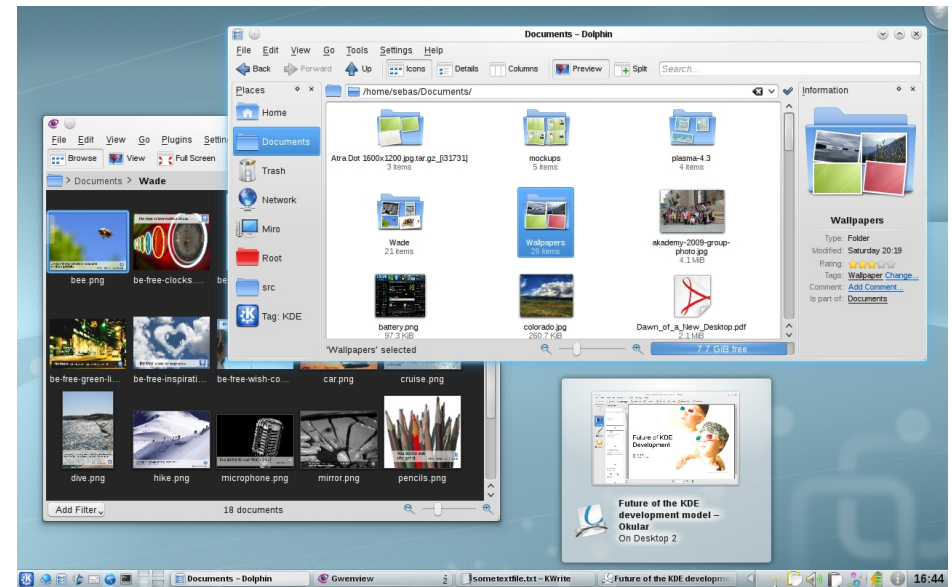 Documents – Dolphin
File Edit View Go Tools Settings Help
Back Forward Up Icons Details Columns Preview Split Search...
Places
/home/sebas/Documents/
Information
Home
Documents
Trash
Network
Miro
Root
src
Tag: KDE
Atra Dot 1600x1200.jpg.tar.gz_[i31731]
3 items
mockups
5 items
plasma-4.3
4 items
Wade
21 items
Wallpapers
29 items
akademy-2009-group-
photo.jpg
4.1 MiB
battery.png
97.3 KiB
colorado.jpg
260.7 KiB
Dawn_of_a_New_Desktop.pdf
2.1 MiB
'Wallpapers' selected
7.7 GiB free
Wallpapers
Type: Folder
Modified: Saturday 20:19
Rating:
Tags: Wallpaper Change...
Comment: Add Comment...
Is part of: Documents
File Edit View Go Plugins
Browse View Full Screen
> Documents > Wade
bee.png
be-free-clocks....
be-free-green-li...
be-free-inspirati...
be-free-wish-co...
car.png
cruise.png
dive.png
hike.png
microphone.png
mirror.png
pencils.png
Add Filter
18 documents
Future of KDE
Development
Future of the KDE
development model –
Okular
On Desktop 2
Documents – Dolphin
Gwenview
2
sometextfile.txt – KWrite
Future of the KDE developme
16:44